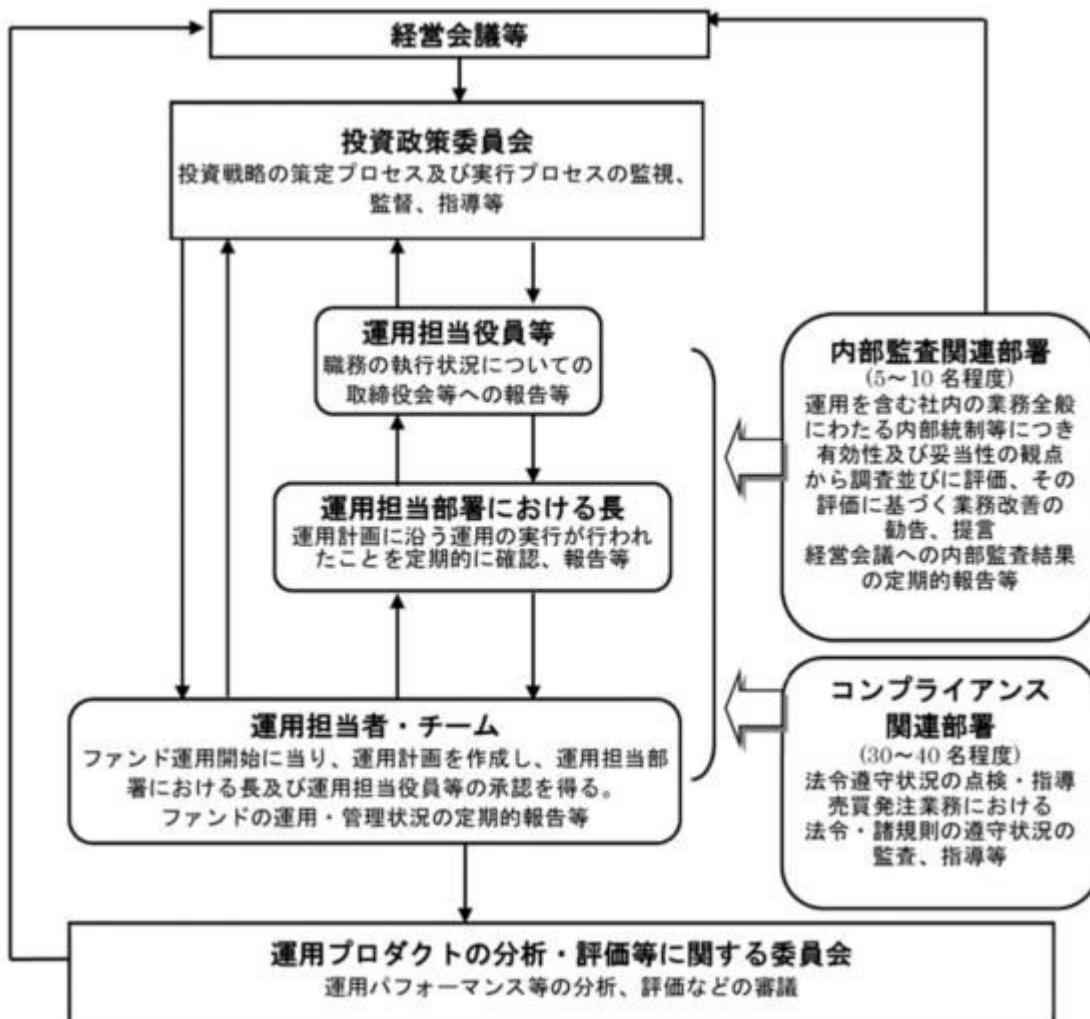 経営会議等
投資政策委員会
投資戦略の策定プロセス及び実行プロセスの監視、
監督、指導等
運用担当役員等
職務の執行状況についての
取締役会等への報告等
運用担当部署における長
運用計画に沿う運用の実行が行われ
たことを定期的に確認、報告等
運用担当者・チーム
ファンド運用開始に当り、運用計画を作成し、運用担当部
署における長及び運用担当役員等の承認を得る。
ファンドの運用・管理状況の定期的報告等
内部監査関連部署
(5～10 名程度)
運用を含む社内の業務全般
にわたる内部統制等につき
有効性及び妥当性の観点
から調査並びに評価、その
評価に基づく業務改善の
勧告、提言
経営会議への内部監査結果
の定期的報告等
コンプライアンス
関連部署
(30～40 名程度)
法令遵守状況の点検・指導
売買発注業務における
法令・諸規則の遵守状況の
監査、指導等
運用プロダクトの分析・評価等に関する委員会
運用パフォーマンス等の分析、評価などの審議